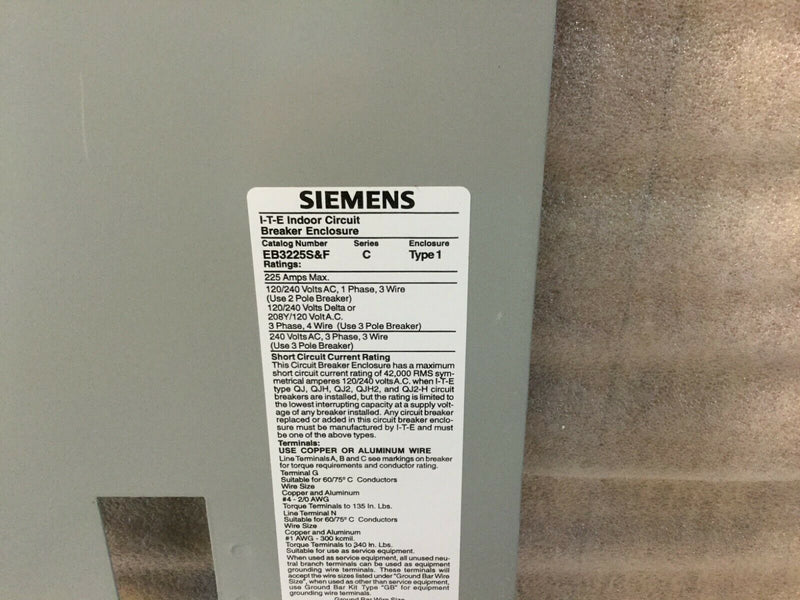 SIEMENS
I-T-E Indoor Circuit
Breaker Enclosure
Catalog Number Series Enclosure
EB3225S&F C Type 1
Ratings:
225 Amps Max.
120/240 Volts AC, 1 Phase, 3 Wire
(Use 2 Pole Breaker)
120/240 Volts Delta or
208Y/120 Volt A.C.
3 Phase, 4 Wire (Use 3 Pole Breaker)
240 Volts AC, 3 Phase, 3 Wire
(Use 3 Pole Breaker)
Short Circuit Current Rating
This Circuit Breaker Enclosure has a maximum
short circuit current rating of 42,000 RMS sym-
metrical amperes 120/240 volts A.C. when I-T-E
type QJ, QJH, QJ2, QJH2, and QJ2-H circuit
breakers are installed, but the rating is limited to
the lowest interrupting capacity at a supply volt-
age of any breaker installed. Any circuit breaker
replaced or added in this circuit breaker enclo-
sure must be manufactured by I-T-E and must
be one of the above types.
Terminals:
USE COPPER OR ALUMINUM WIRE
Line Terminals A, B and C see markings on breaker
for torque requirements and conductor rating.
Terminal G
Suitable for 60/75° C Conductors
Wire Size
Copper and Aluminum
#4 - 2/0 AWG
Torque Terminals to 135 In. Lbs.
Line Terminal N
Suitable for 60/75° C Conductors
Wire Size
Copper and Aluminum
#1 AWG - 300 kcmil.
Torque Terminals to 340 In. Lbs.
Suitable for use as service equipment.
When used as service equipment, all unused neu-
tral branch terminals can be used as equipment
grounding wire terminals. These terminals will
accept the wire sizes listed under "Ground Bar Wire
Size", when used as other than service equipment,
use Ground Bar Kit Type "GB" for equipment
grounding wire terminals.
Ground Bar Wire Size